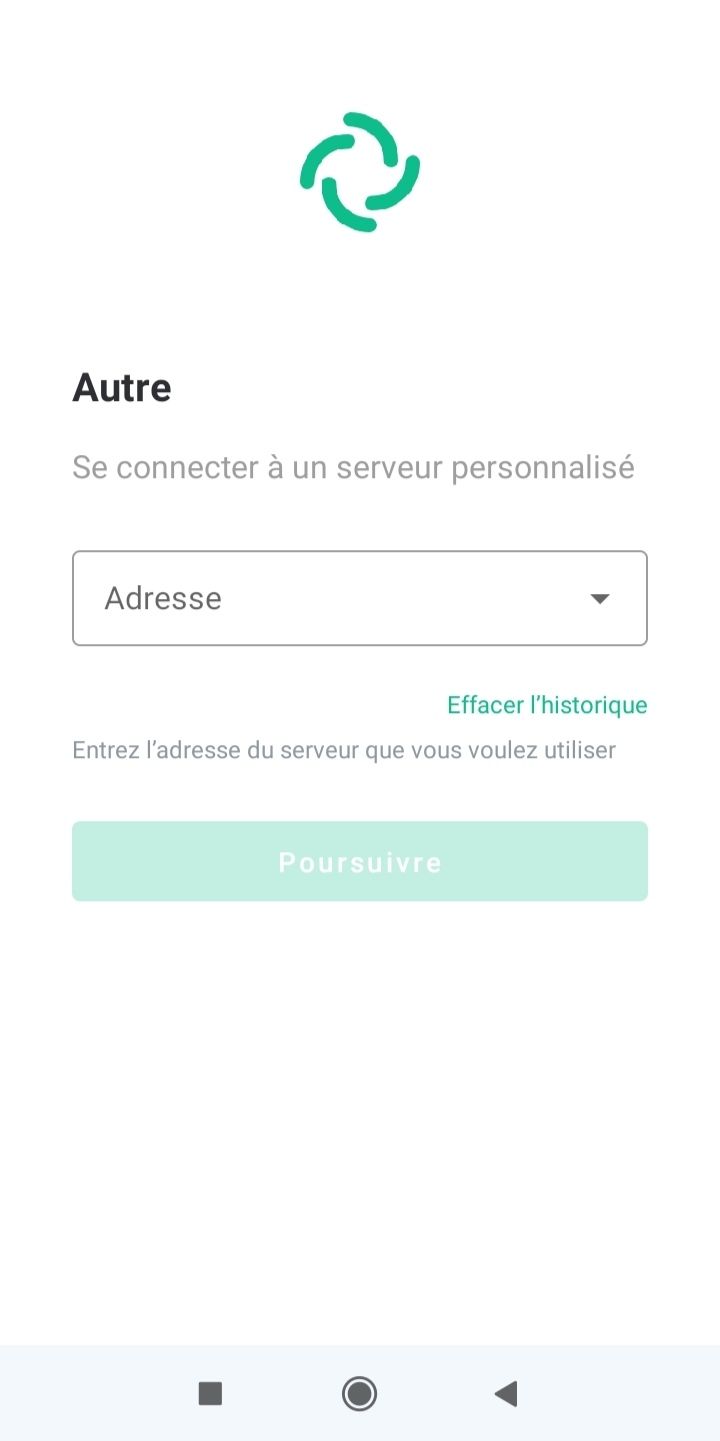 Autre
Se connecter à un serveur personnalisé
Adresse
Effacer l’historique
Entrez l’adresse du serveur que vous voulez utiliser
Poursuivre